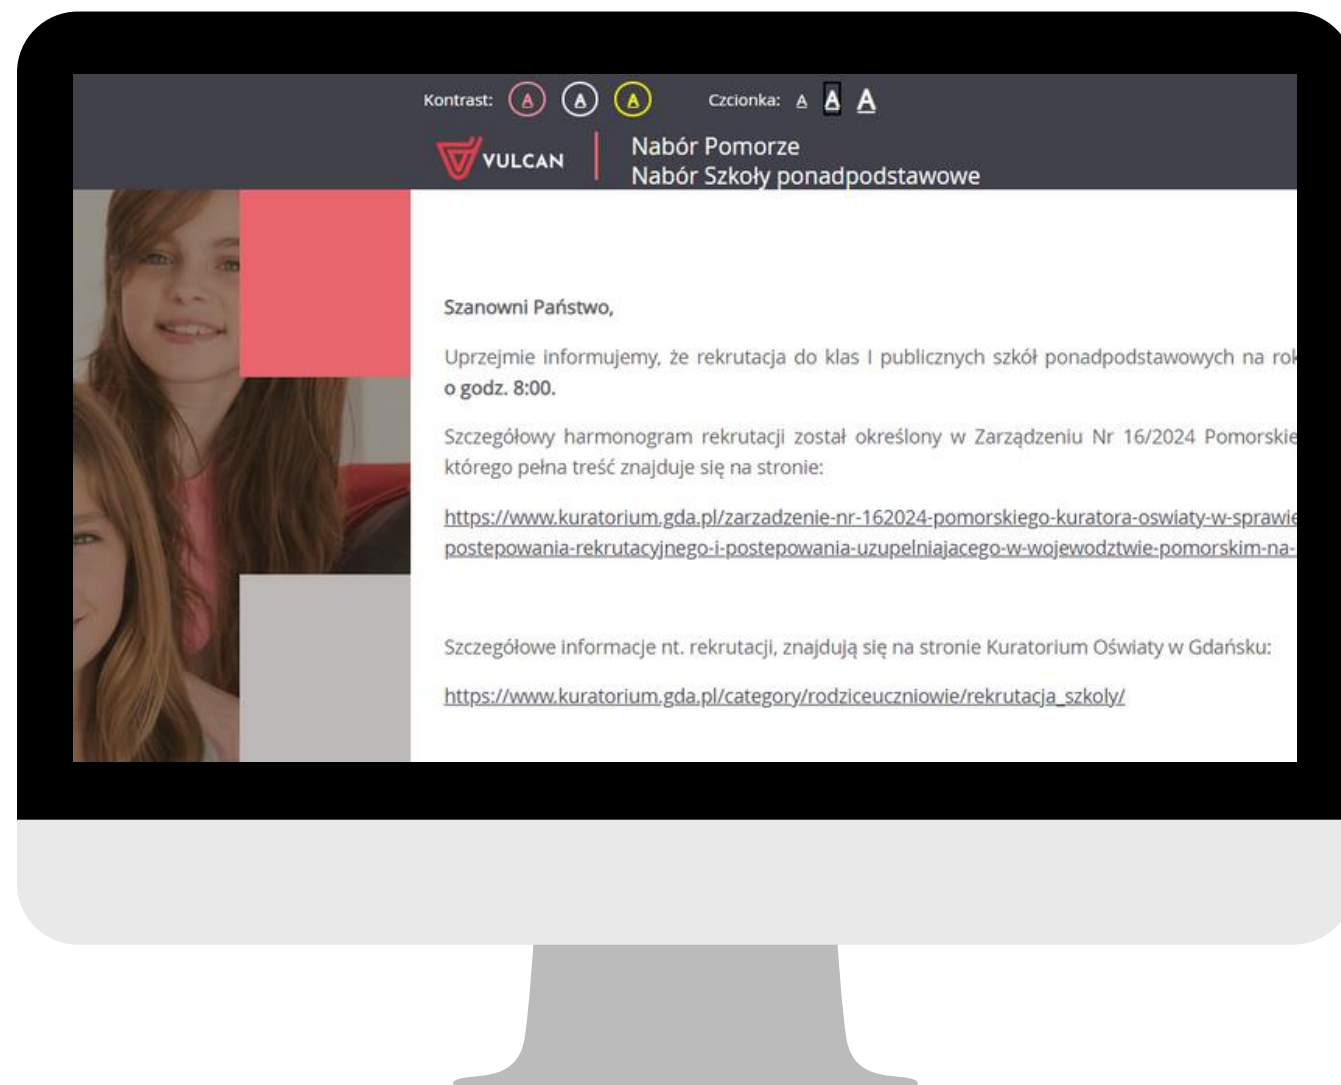 Kontrast: A A A Czcionka: A A A
VULCAN
Nabór Pomorze
Nabór Szkoły ponadpodstawowe
Szanowni Państwo,
Uprzejmie informujemy, że rekrutacja do klas I publicznych szkół ponadpodstawowych na rok
o godz. 8:00.
Szczegółowy harmonogram rekrutacji został określony w Zarządzeniu Nr 16/2024 Pomorskie
którego pełna treść znajduje się na stronie:
https://www.kuratorium.gda.pl/zarzadzenie-nr-162024-pomorskiego-kuratora-oswiaty-w-sprawie
postepowania-rekrutacyjnego-i-postepowania-uzupelniajacego-w-wojewodztwie-pomorskim-na-
Szczegółowe informacje nt. rekrutacji, znajdują się na stronie Kuratorium Oświaty w Gdańsku:
https://www.kuratorium.gda.pl/category/rodziceuczniowie/rekrutacja_szkoly/